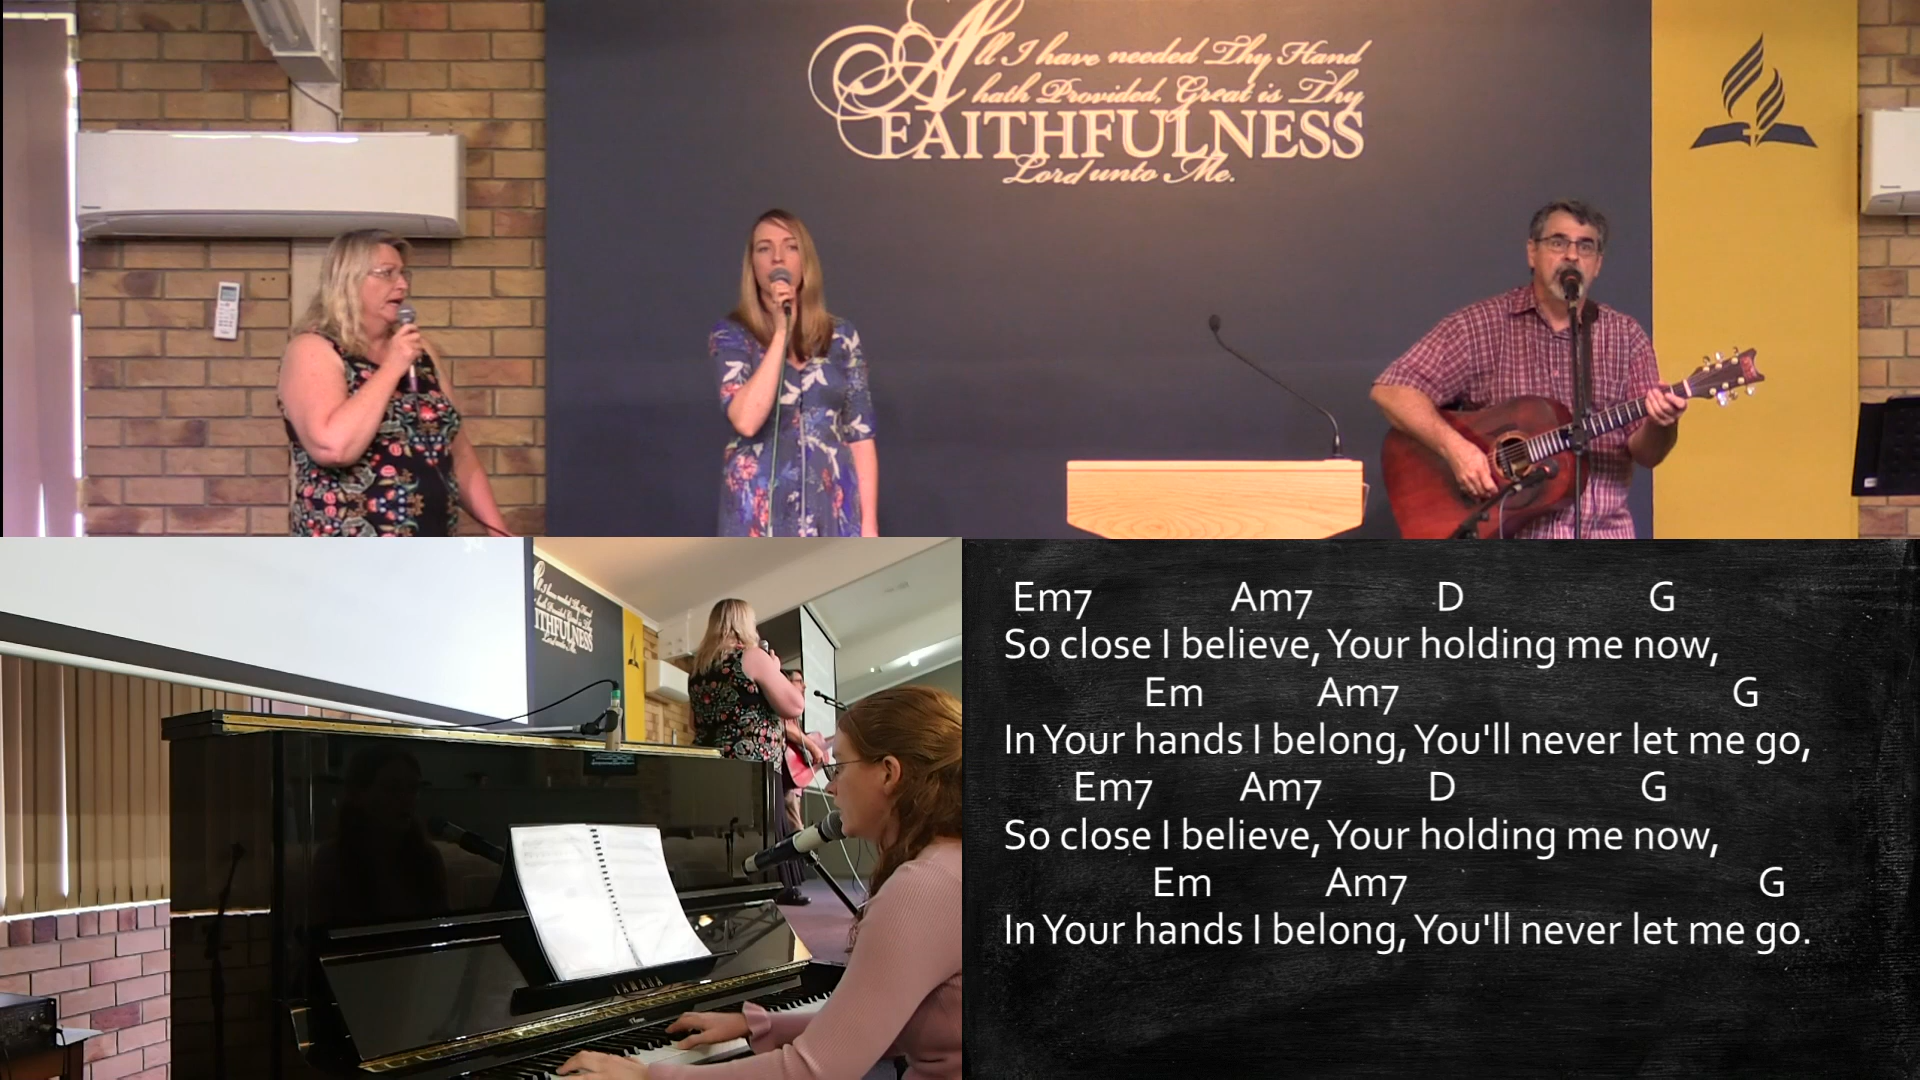 All I have needed Thy Hand
hath Provided, Great is Thy
FAITHFULNESS
Lord unto Me.
FAITHFULNESS
YAMAHA
Em7 Am7 D G
So close I believe, Your holding me now,
Em Am7 G
In Your hands I belong, You'll never let me go,
Em7 Am7 D G
So close I believe, Your holding me now,
Em Am7 G
In Your hands I belong, You'll never let me go.